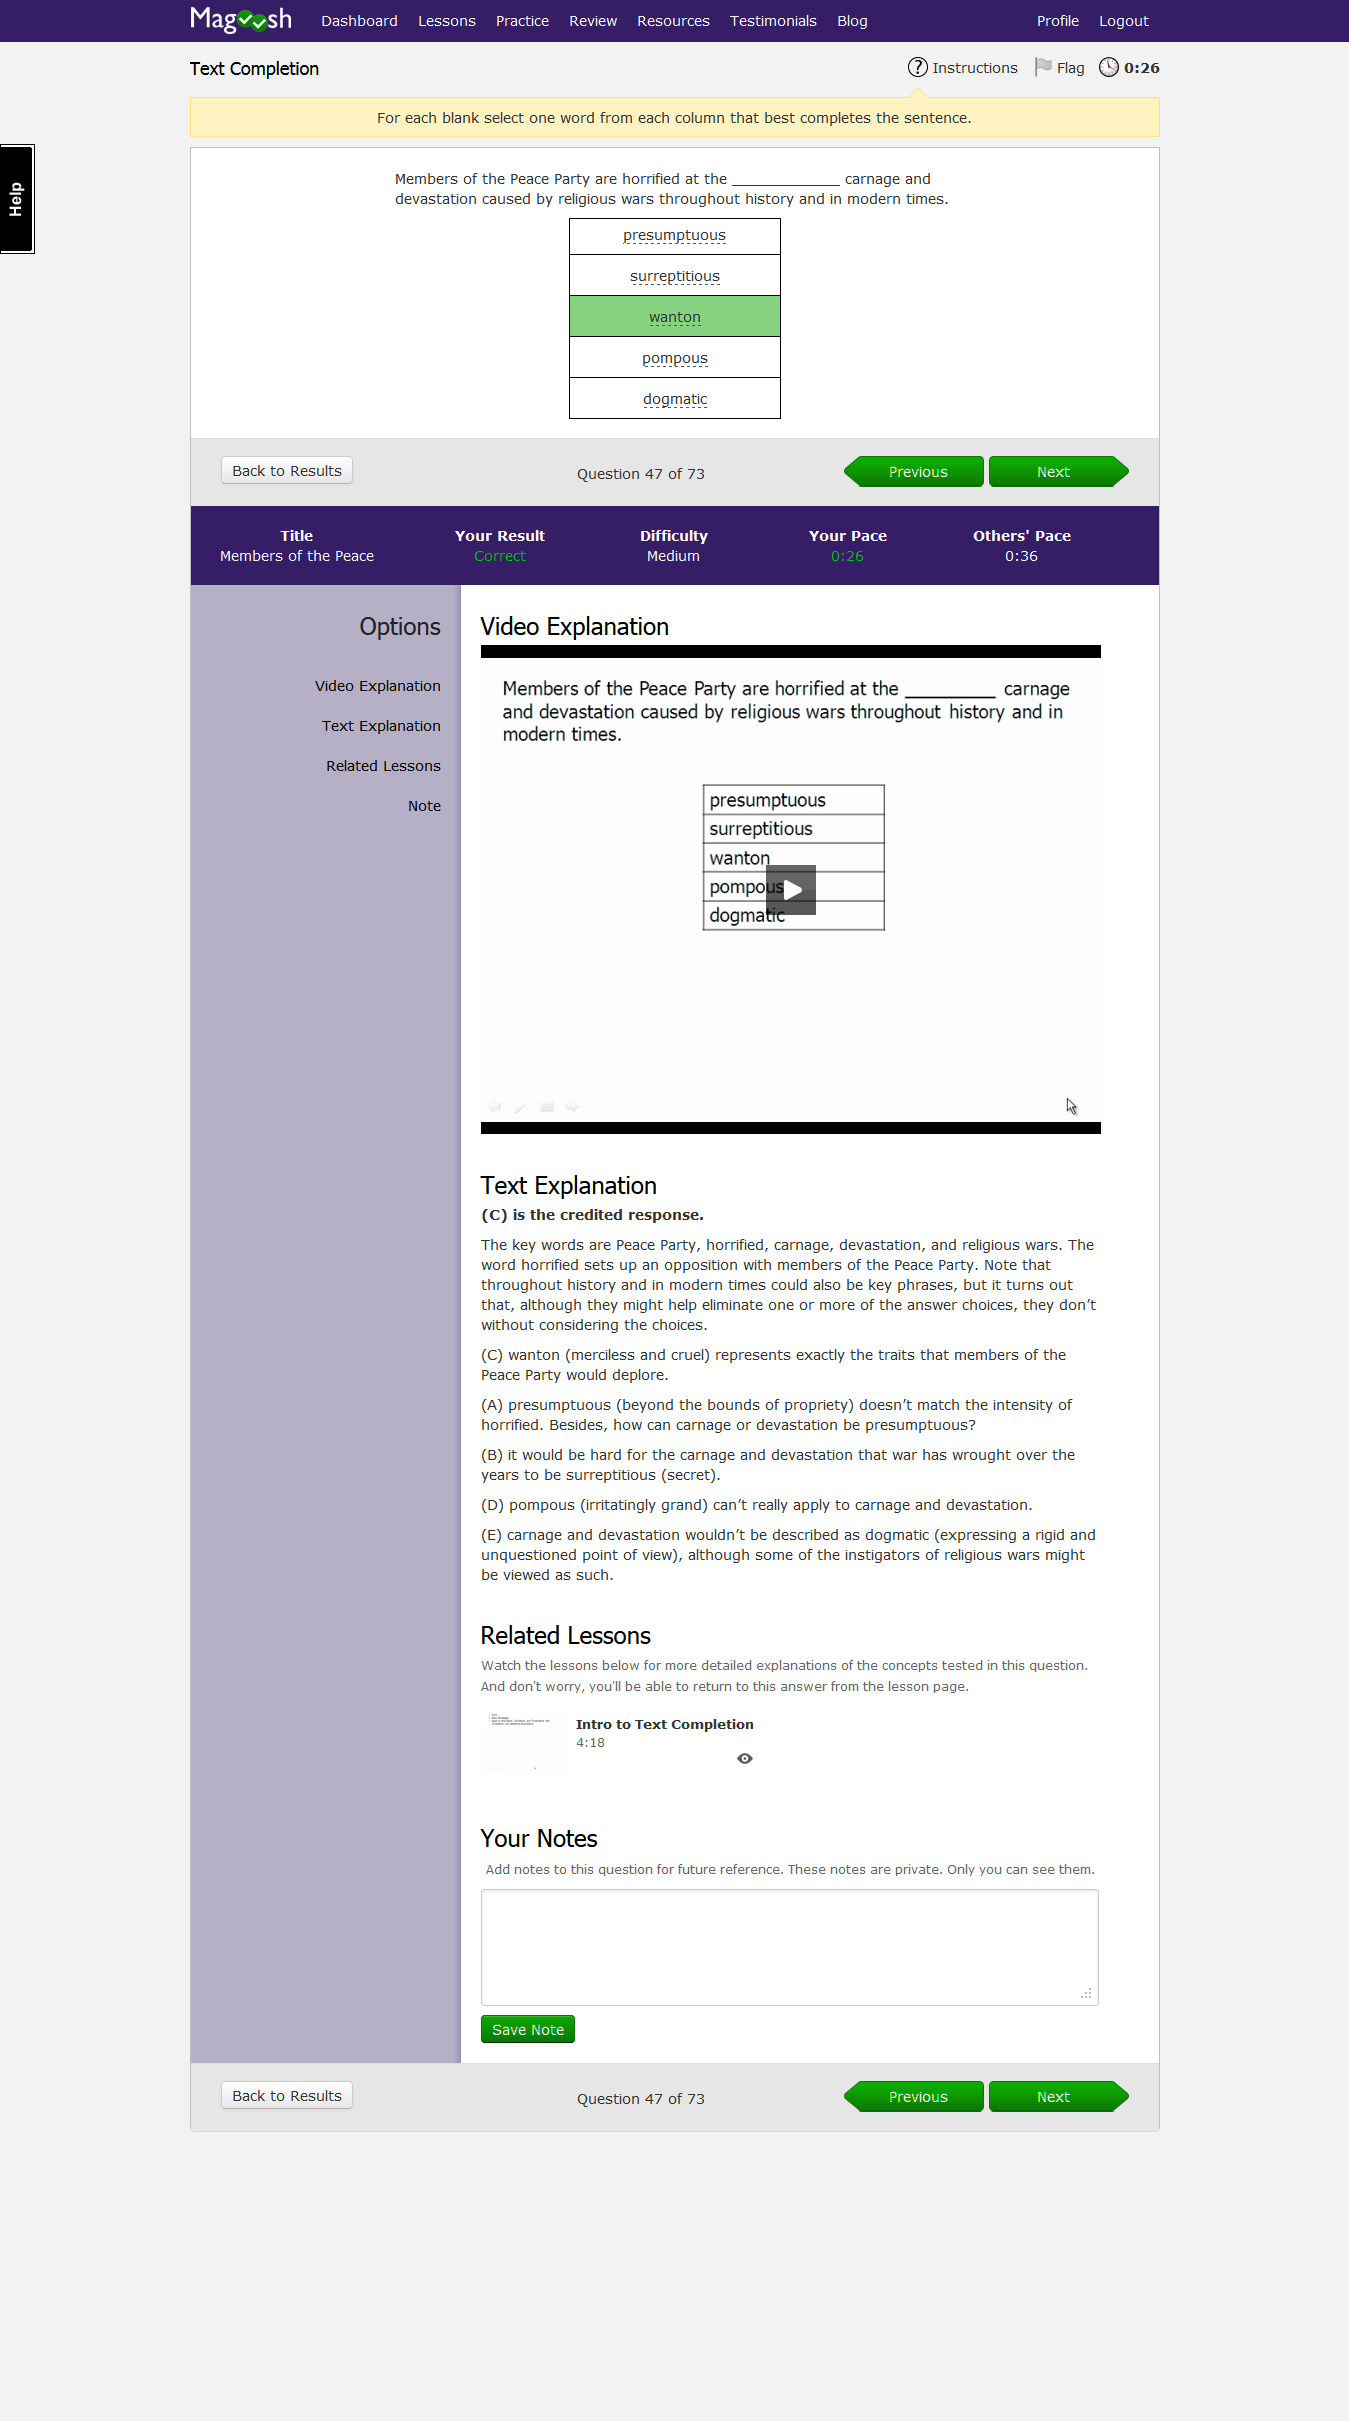 Magoosh Dashboard Lessons Practice Review Resources Testimonials Blog Profile Logout
Text Completion Instructions Flag 0:26
For each blank select one word from each column that best completes the sentence.
Help
Members of the Peace Party are horrified at the ____________ carnage and
devastation caused by religious wars throughout history and in modern times.
presumptuous
surreptitious
wanton
pompous
dogmatic
Back to Results Question 47 of 73 Previous Next
Title Your Result Difficulty Your Pace Others' Pace
Members of the Peace Correct Medium 0:26 0:36
Options
Video Explanation
Text Explanation
Related Lessons
Note
Video Explanation
Members of the Peace Party are horrified at the _________ carnage
and devastation caused by religious wars throughout history and in
modern times.
presumptuous
surreptitious
wanton
pompous
dogmatic
Text Explanation
(C) is the credited response.
The key words are Peace Party, horrified, carnage, devastation, and religious wars. The
word horrified sets up an opposition with members of the Peace Party. Note that
throughout history and in modern times could also be key phrases, but it turns out
that, although they might help eliminate one or more of the answer choices, they don’t
without considering the choices.
(C) wanton (merciless and cruel) represents exactly the traits that members of the
Peace Party would deplore.
(A) presumptuous (beyond the bounds of propriety) doesn’t match the intensity of
horrified. Besides, how can carnage or devastation be presumptuous?
(B) it would be hard for the carnage and devastation that war has wrought over the
years to be surreptitious (secret).
(D) pompous (irritatingly grand) can’t really apply to carnage and devastation.
(E) carnage and devastation wouldn’t be described as dogmatic (expressing a rigid and
unquestioned point of view), although some of the instigators of religious wars might
be viewed as such.
Related Lessons
Watch the lessons below for more detailed explanations of the concepts tested in this question.
And don't worry, you'll be able to return to this answer from the lesson page.
Intro to Text Completion
4:18
Your Notes
Add notes to this question for future reference. These notes are private. Only you can see them.
Save Note
Back to Results Question 47 of 73 Previous Next